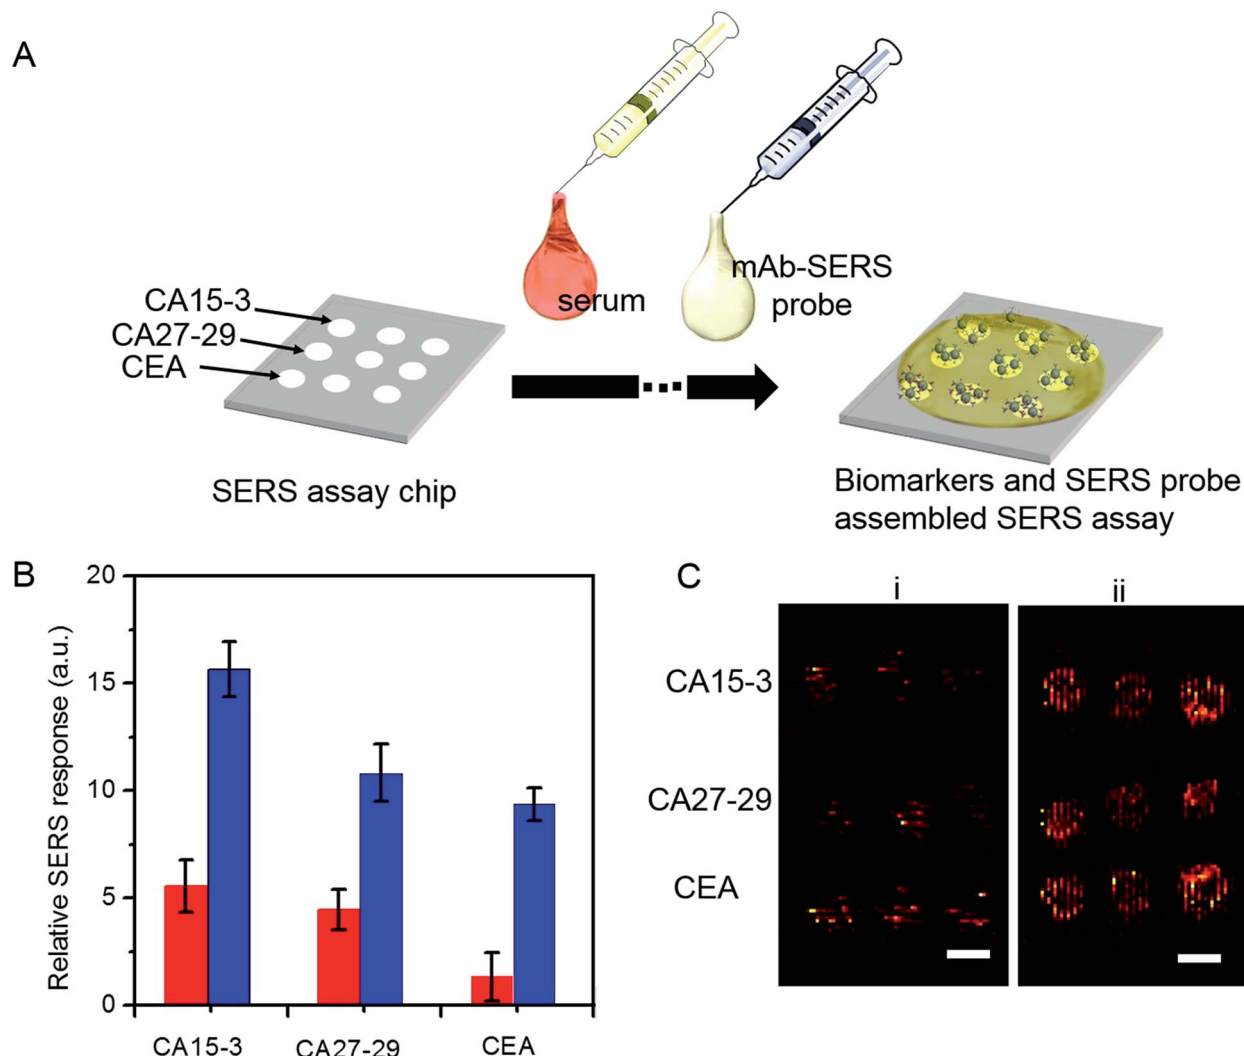 A
serum
mAb-SERS
probe
CA15-3
CA27-29
CEA
SERS assay chip
Biomarkers and SERS probe
assembled SERS assay
B
20
15
10
5
0
Relative SERS response (a.u.)
CA15-3
CA27-29
CEA
C
i
ii
CA15-3
CA27-29
CEA